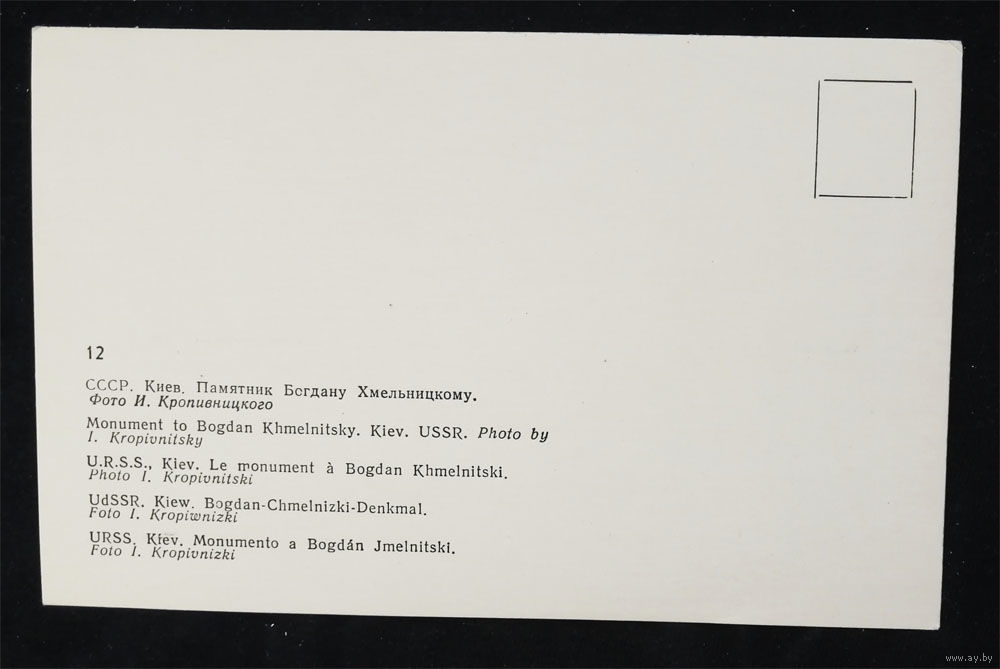 12
СССР. Киев. Памятник Богдану Хмельницкому.
Фото И. Кропивницкого
Monument to Bogdan Khmelnitsky. Kiev. USSR. Photo by
I. Kropivnitsky
U.R.S.S., Kiev. Le monument à Bogdan Khmelnitski.
Photo I. Kropivnitski
UdSSR. Kiew. Bogdan-Chmelnizki-Denkmal.
Foto I. Kropiwnizki
URSS. Kíev. Monumento a Bogdán Jmelnitski.
Foto I. Kropivnizki
www.ay.by